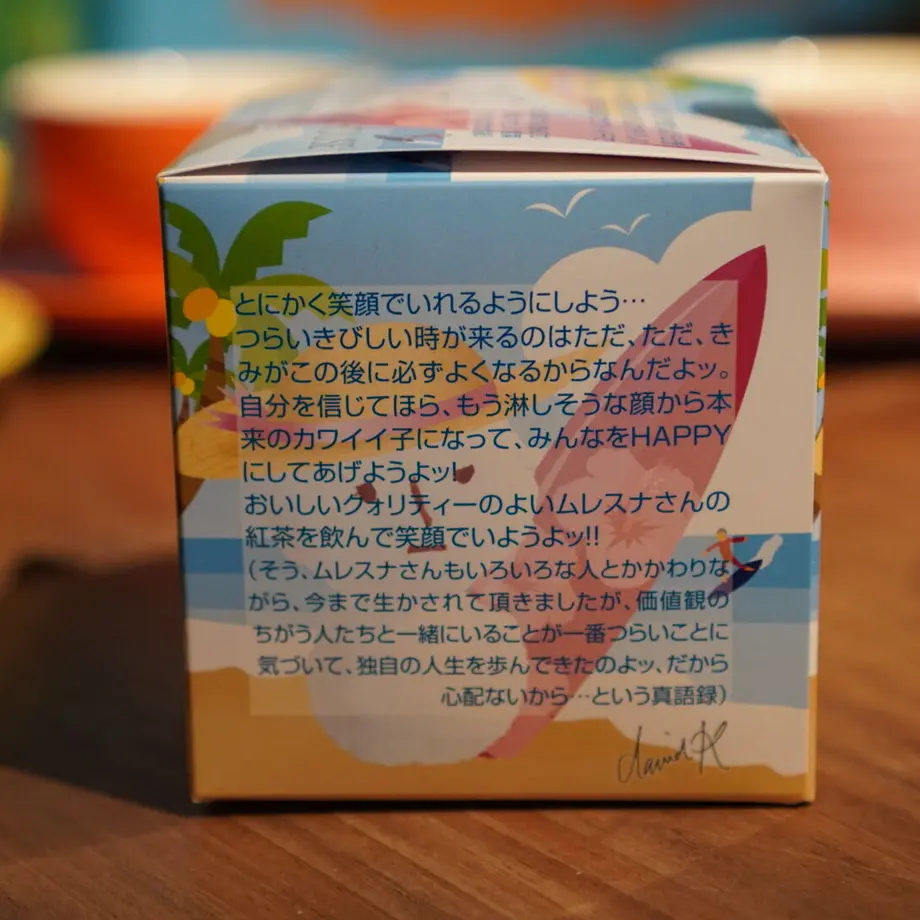 とにかく笑顔でいれるようにしよう…
つらいきびしい時が来るのはただ、ただ、き
みがこの後に必ずよくなるからなんだよッ。
自分を信じてほら、もう淋しそうな顔から本
来のカワイイ子になって、みんなをHAPPY
にしてあげようよッ!
おいしいクォリティーのよいムレスナさんの
紅茶を飲んで笑顔でいようよッ!!
(そう、ムレスナさんもいろいろな人とかかわりな
がら、今まで生かされて頂きましたが、価値観の
ちがう人たちと一緒にいることが一番つらいことに
気づいて、独自の人生を歩んできたのよッ、だから
心配ないから…という真語録)
david K